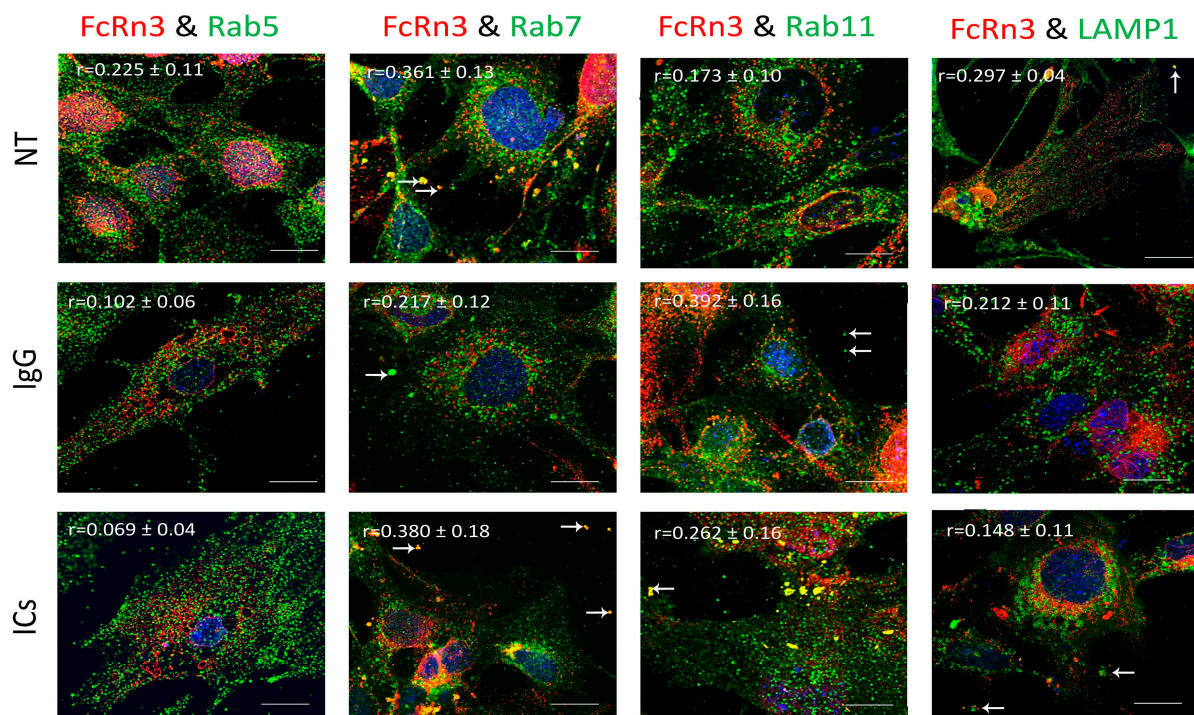 FcRn3 & Rab5
FcRn3 & Rab7
FcRn3 & Rab11
FcRn3 & LAMP1
NT
r=0.225 ± 0.11
r=0.361 ± 0.13
r=0.173 ± 0.10
r=0.297 ± 0.04
IgG
r=0.102 ± 0.06
r=0.217 ± 0.12
r=0.392 ± 0.16
r=0.212 ± 0.11
ICs
r=0.069 ± 0.04
r=0.380 ± 0.18
r=0.262 ± 0.16
r=0.148 ± 0.11